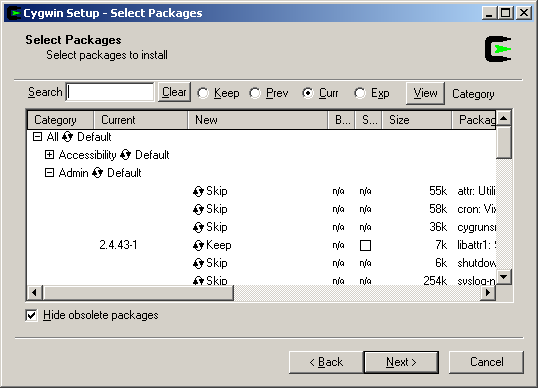 Cygwin Setup - Select Packages
Select Packages
Select packages to install
Search Clear Keep Prev Curr Exp View Category
Category Current New B... S... Size Packag
All Default
Accessibility Default
Admin Default
Skip n/a n/a 55k attr: Utili
Skip n/a n/a 58k cron: Vix
Skip n/a n/a 36k cygruns
2.4.43-1 Keep n/a 7k libattr1: S
Skip n/a n/a 6k shutdow
Skip n/a n/a 254k syslog-n
Hide obsolete packages
< Back Next > Cancel